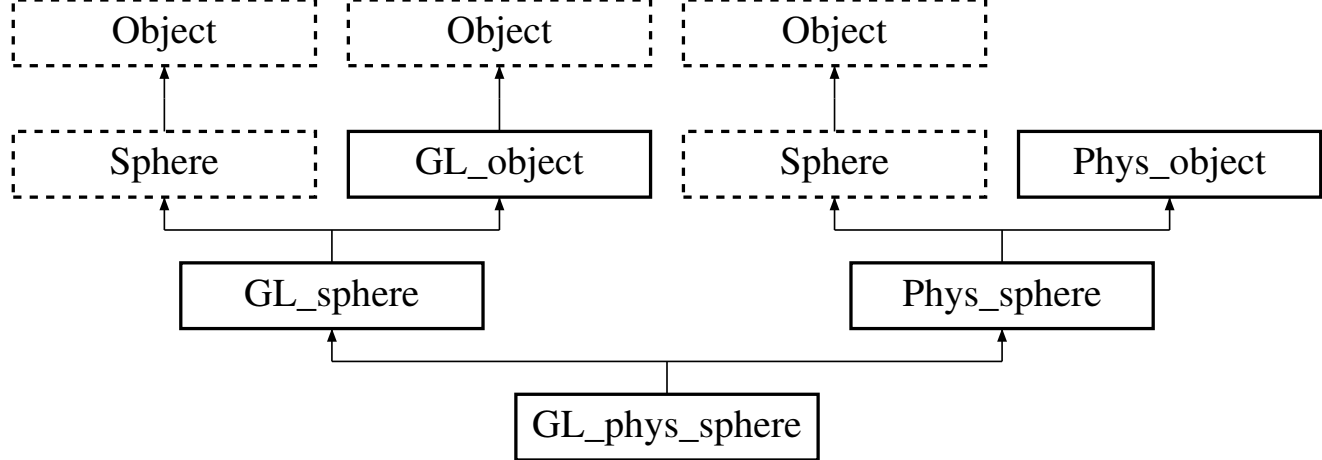 Object Object Object
Sphere GL_object Sphere Phys_object
GL_sphere Phys_sphere
GL_phys_sphere